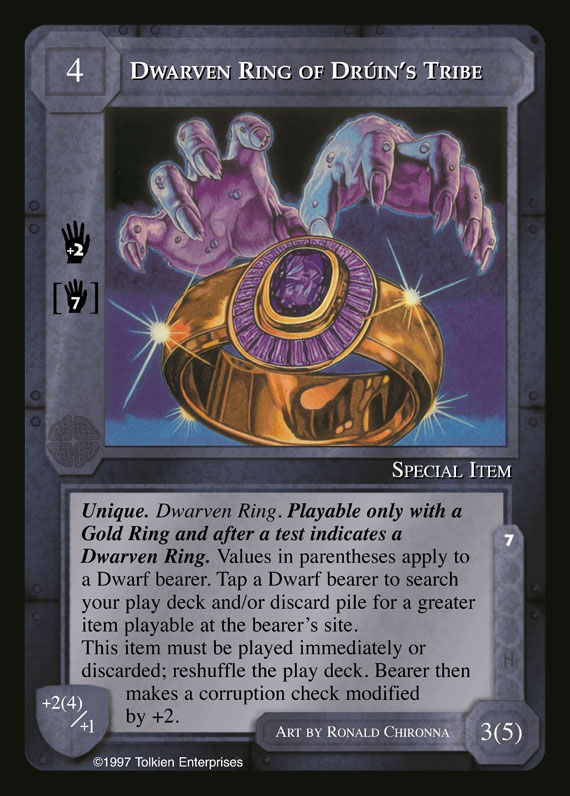 4
DWARVEN RING OF DRÚIN'S TRIBE
+2
[7]
SPECIAL ITEM
Unique. Dwarven Ring. Playable only with a
Gold Ring and after a test indicates a
Dwarven Ring. Values in parentheses apply to
a Dwarf bearer. Tap a Dwarf bearer to search
your play deck and/or discard pile for a greater
item playable at the bearer's site.
This item must be played immediately or
discarded; reshuffle the play deck. Bearer then
makes a corruption check modified
by +2.
7
H
+2(4)/+1
ART BY RONALD CHIRONNA
3(5)
©1997 Tolkien Enterprises